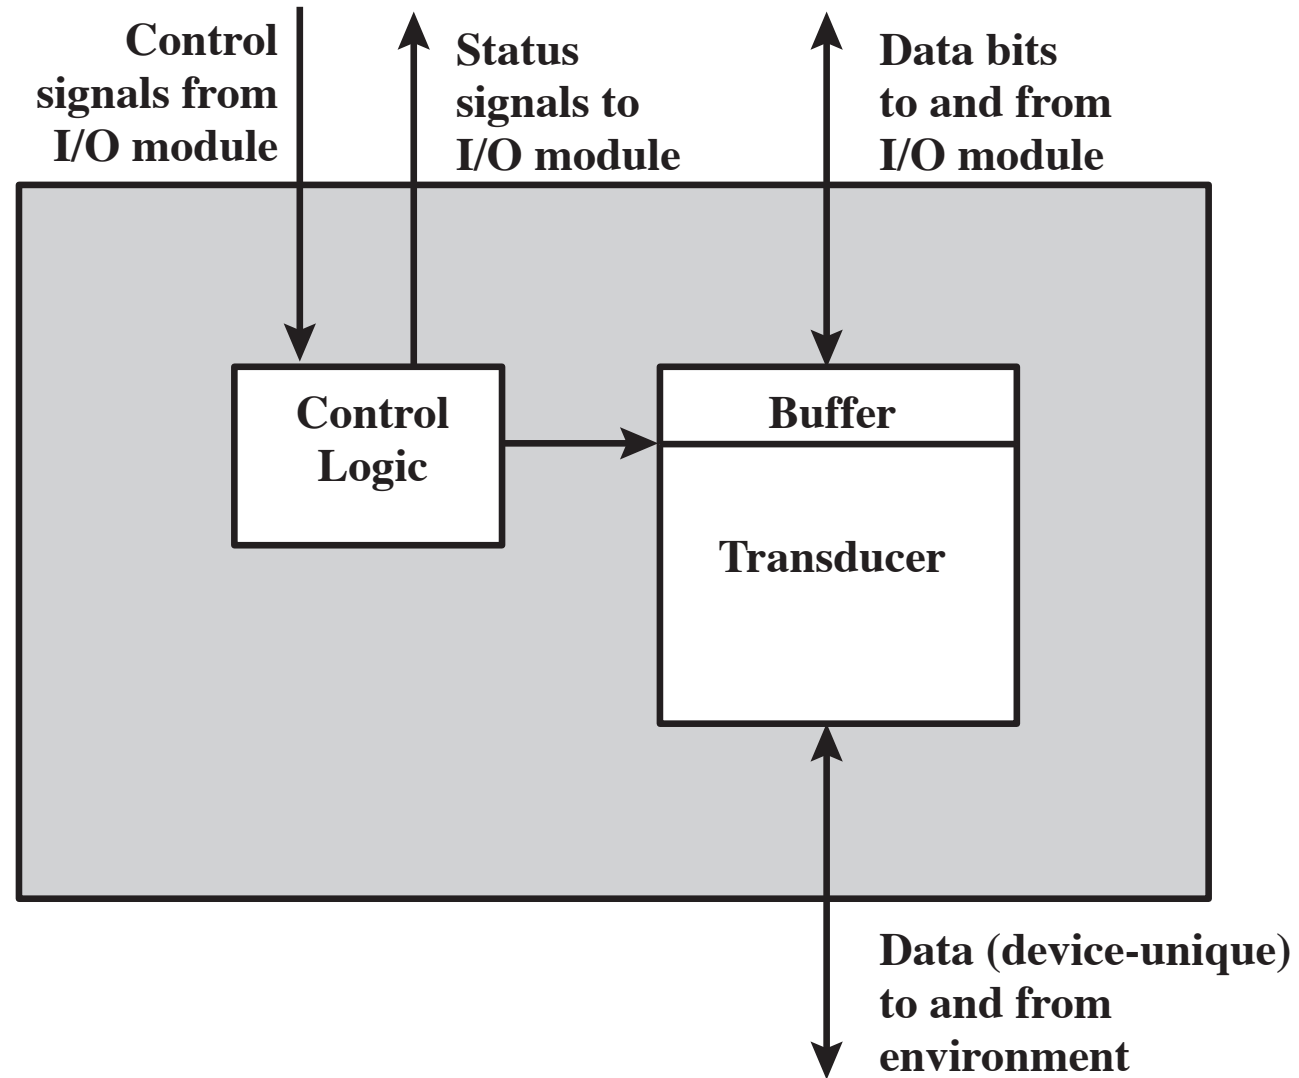 Control
signals from
I/O module
Status
signals to
I/O module
Data bits
to and from
I/O module
Control
Logic
Buffer
Transducer
Data (device-unique)
to and from
environment